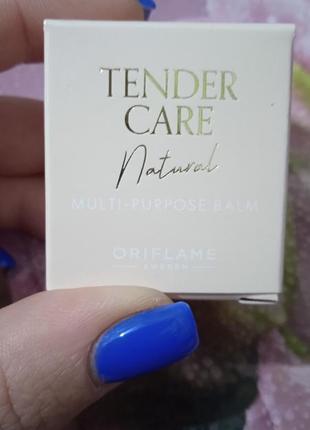 TENDER
CARE
Natural
MULTI-PURPOSE BALM
ORIFLAME
SWEDEN